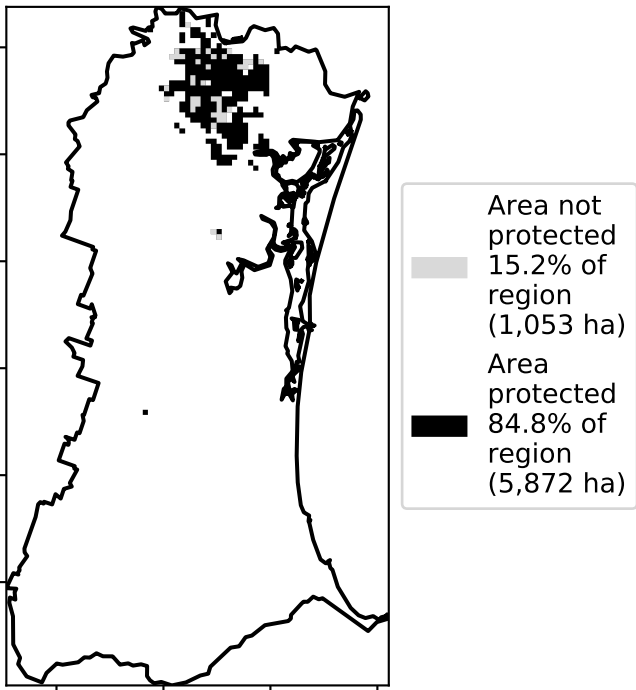 Area not
protected
15.2% of
region
(1,053 ha)
Area
protected
84.8% of
region
(5,872 ha)